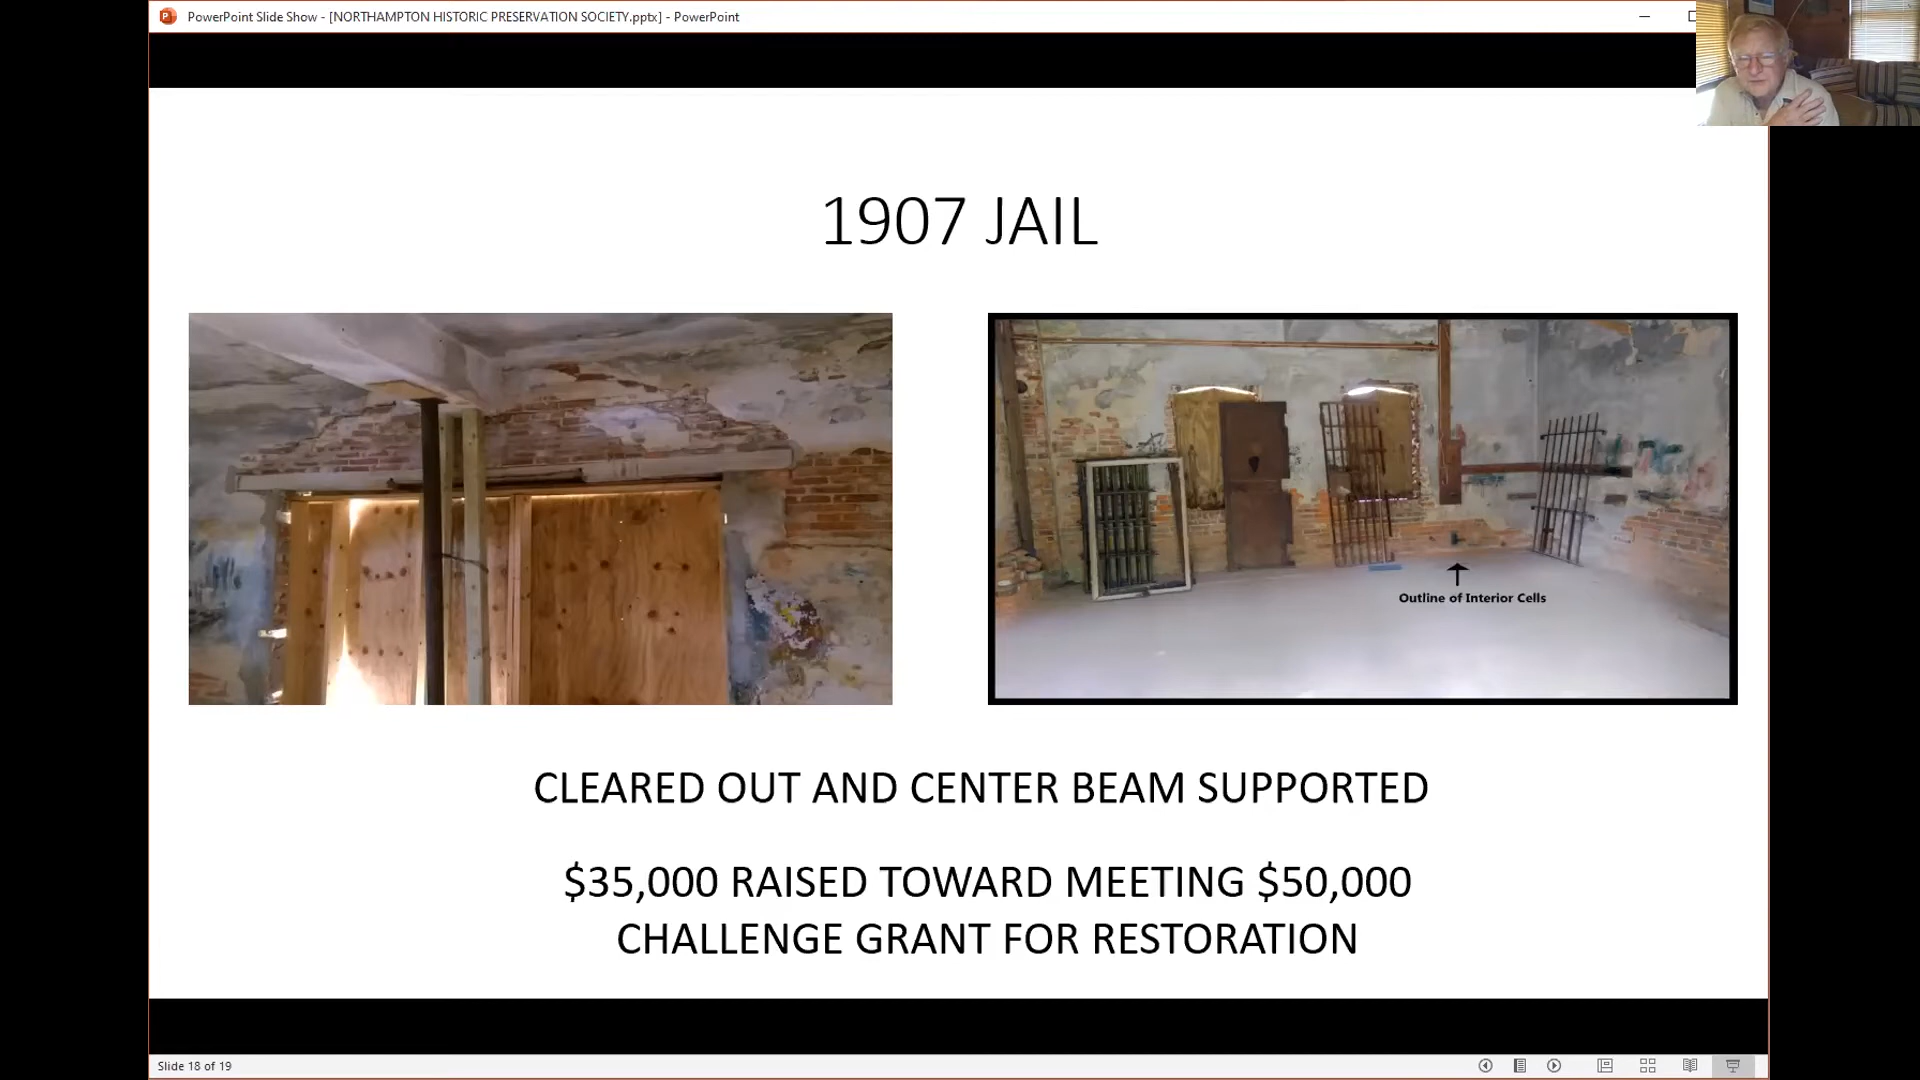 PowerPoint Slide Show - [NORTHAMPTON HISTORIC PRESERVATION SOCIETY.pptx] - PowerPoint
1907 JAIL
Outline of Interior Cells
CLEARED OUT AND CENTER BEAM SUPPORTED
$35,000 RAISED TOWARD MEETING $50,000
CHALLENGE GRANT FOR RESTORATION
Slide 18 of 19